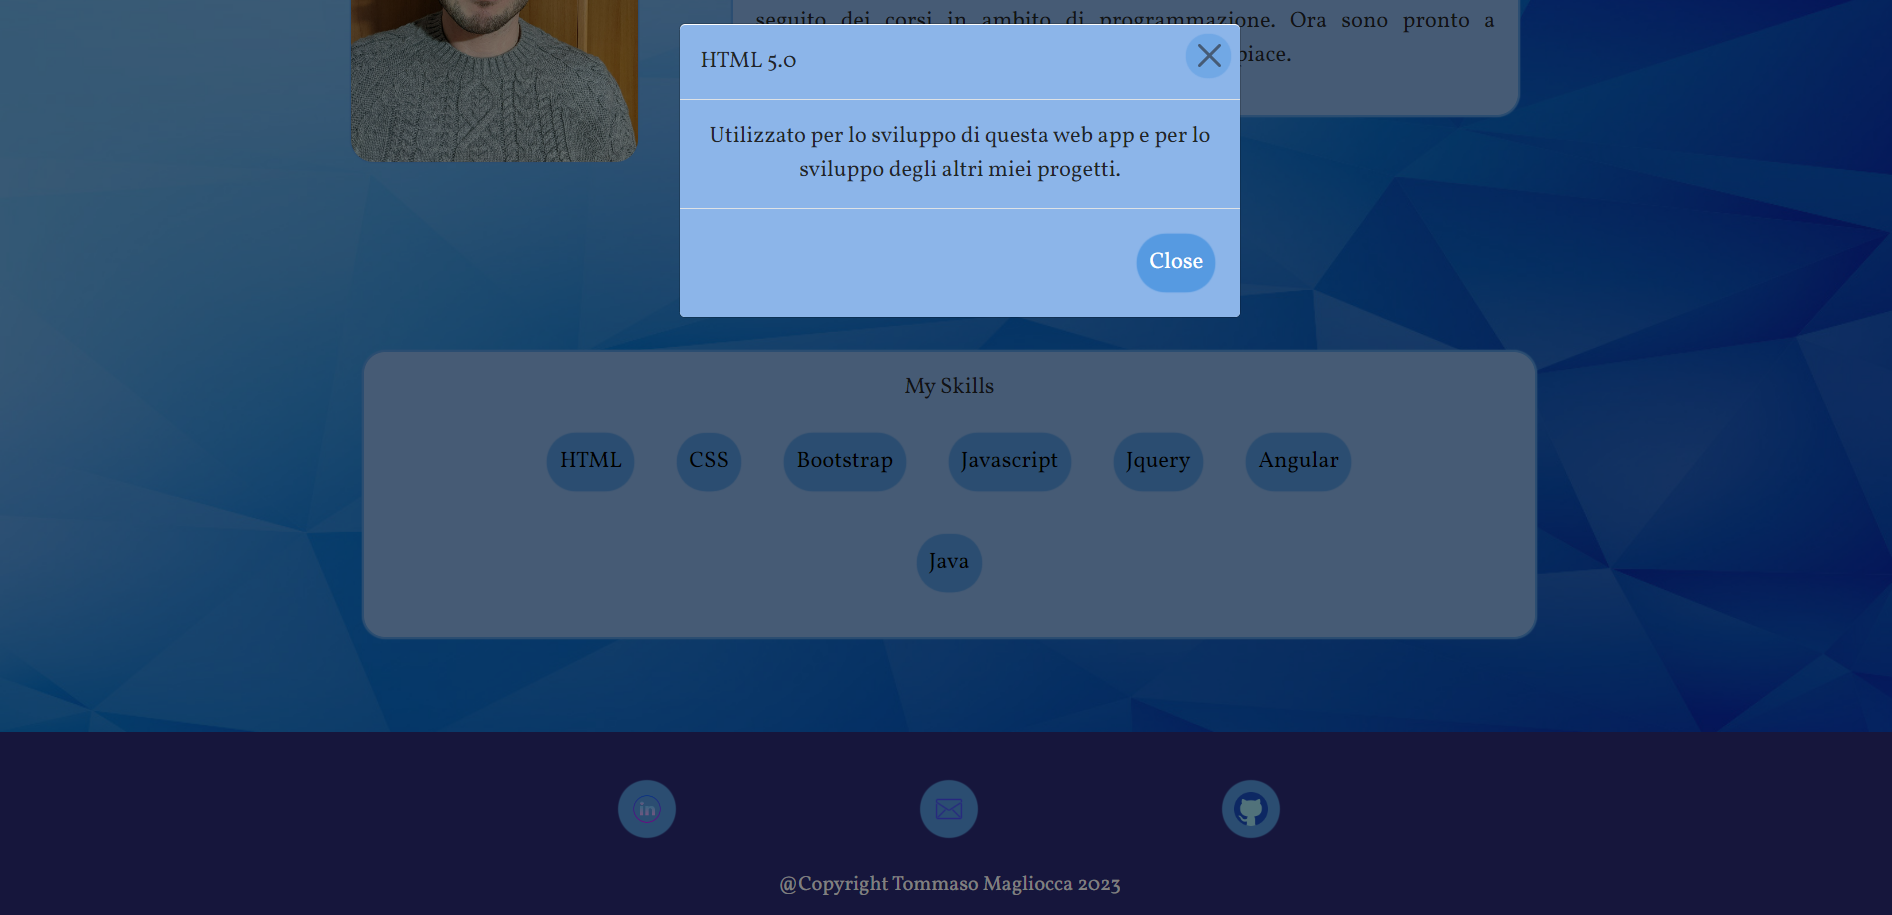 seguito dei corsi in ambito di programmazione. Ora sono pronto a
piace.
HTML 5.0
Utilizzato per lo sviluppo di questa web app e per lo
sviluppo degli altri miei progetti.
Close
My Skills
HTML CSS Bootstrap Javascript Jquery Angular
Java
in
@Copyright Tommaso Magliocca 2023